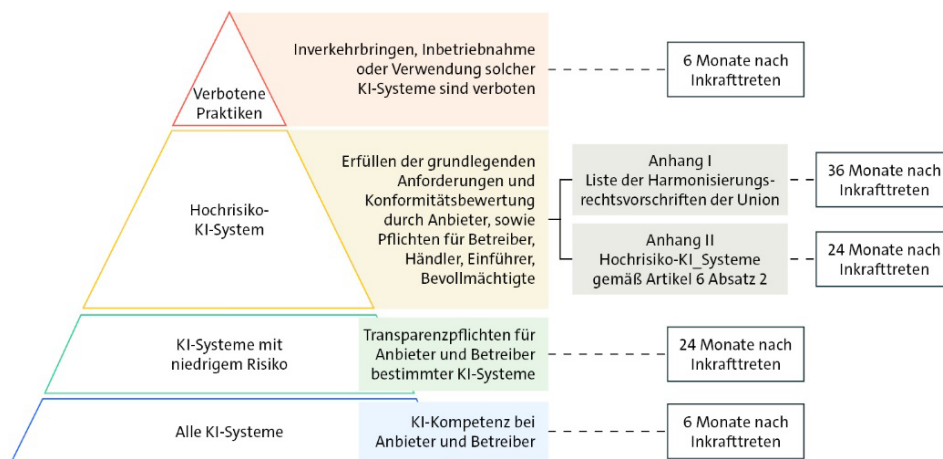 Verbotene
Praktiken
Inverkehrbringen, Inbetriebnahme
oder Verwendung solcher
KI-Systeme sind verboten
6 Monate nach
Inkrafttreten
Hochrisiko-
KI-System
Erfüllen der grundlegenden
Anforderungen und
Konformitätsbewertung
durch Anbieter, sowie
Pflichten für Betreiber,
Händler, Einführer,
Bevollmächtigte
Anhang I
Liste der Harmonisierungs-
rechtsvorschriften der Union
36 Monate nach
Inkrafttreten
Anhang II
Hochrisiko-KI_Systeme
gemäß Artikel 6 Absatz 2
24 Monate nach
Inkrafttreten
KI-Systeme mit
niedrigem Risiko
Transparenzpflichten für
Anbieter und Betreiber
bestimmter KI-Systeme
24 Monate nach
Inkrafttreten
Alle KI-Systeme
KI-Kompetenz bei
Anbieter und Betreiber
6 Monate nach
Inkrafttreten